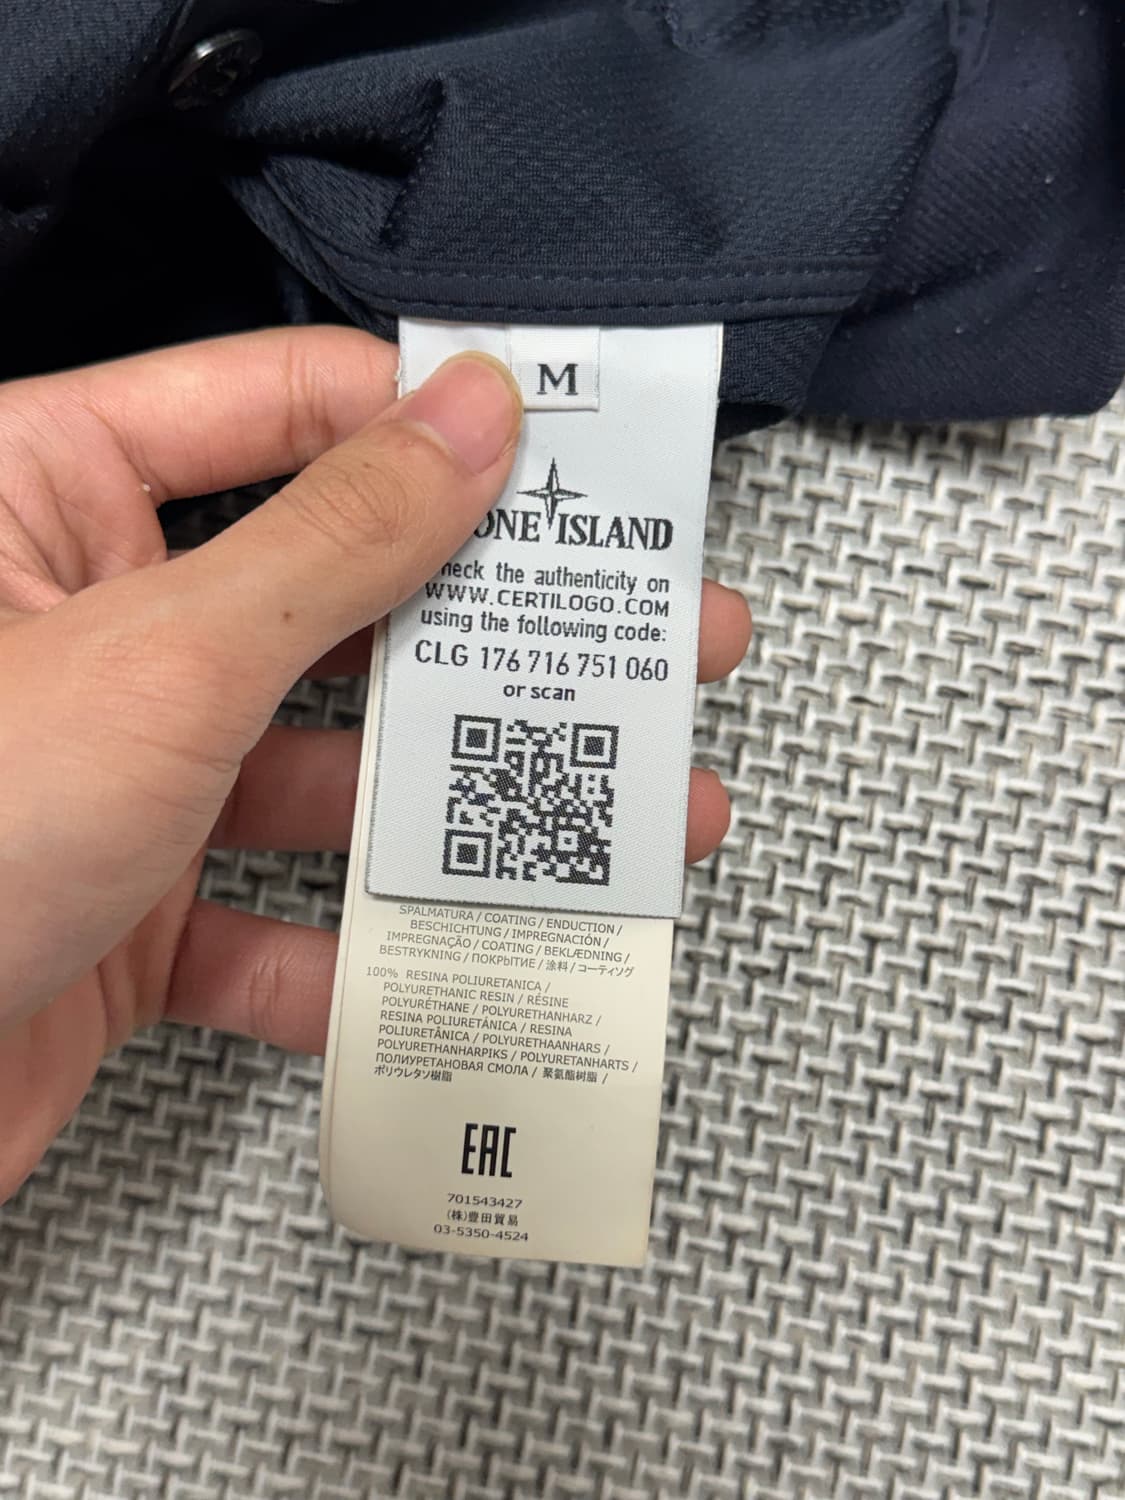 M
ONE ISLAND
heck the authenticity on
WWW.CERTILOGO.COM
using the following code:
CLG 176 716 751 060
or scan
SPALMATURA / COATING / ENDUCTION /
BESCHICHTUNG / IMPREGNACIÓN /
IMPREGNAÇÃO / COATING / BEKLÆDNING /
BESTRYKNING / ПОКРЫТИЕ / 涂料 / コーティング
100% RESINA POLIURETANICA /
POLYURETHANIC RESIN / RÉSINE
POLYURÉTHANE / POLYURETHANHARZ /
RESINA POLIURETÁNICA / RESINA
POLIURETÂNICA / POLYURETHAANHARS /
POLYURETHANHARPIKS / POLYURETANHARTS /
ПОЛИУРЕТАНОВАЯ СМОЛА / 聚氨酯树脂 /
ポリウレタン樹脂
EAC
701543427
(株)豊田貿易
03-5350-4524